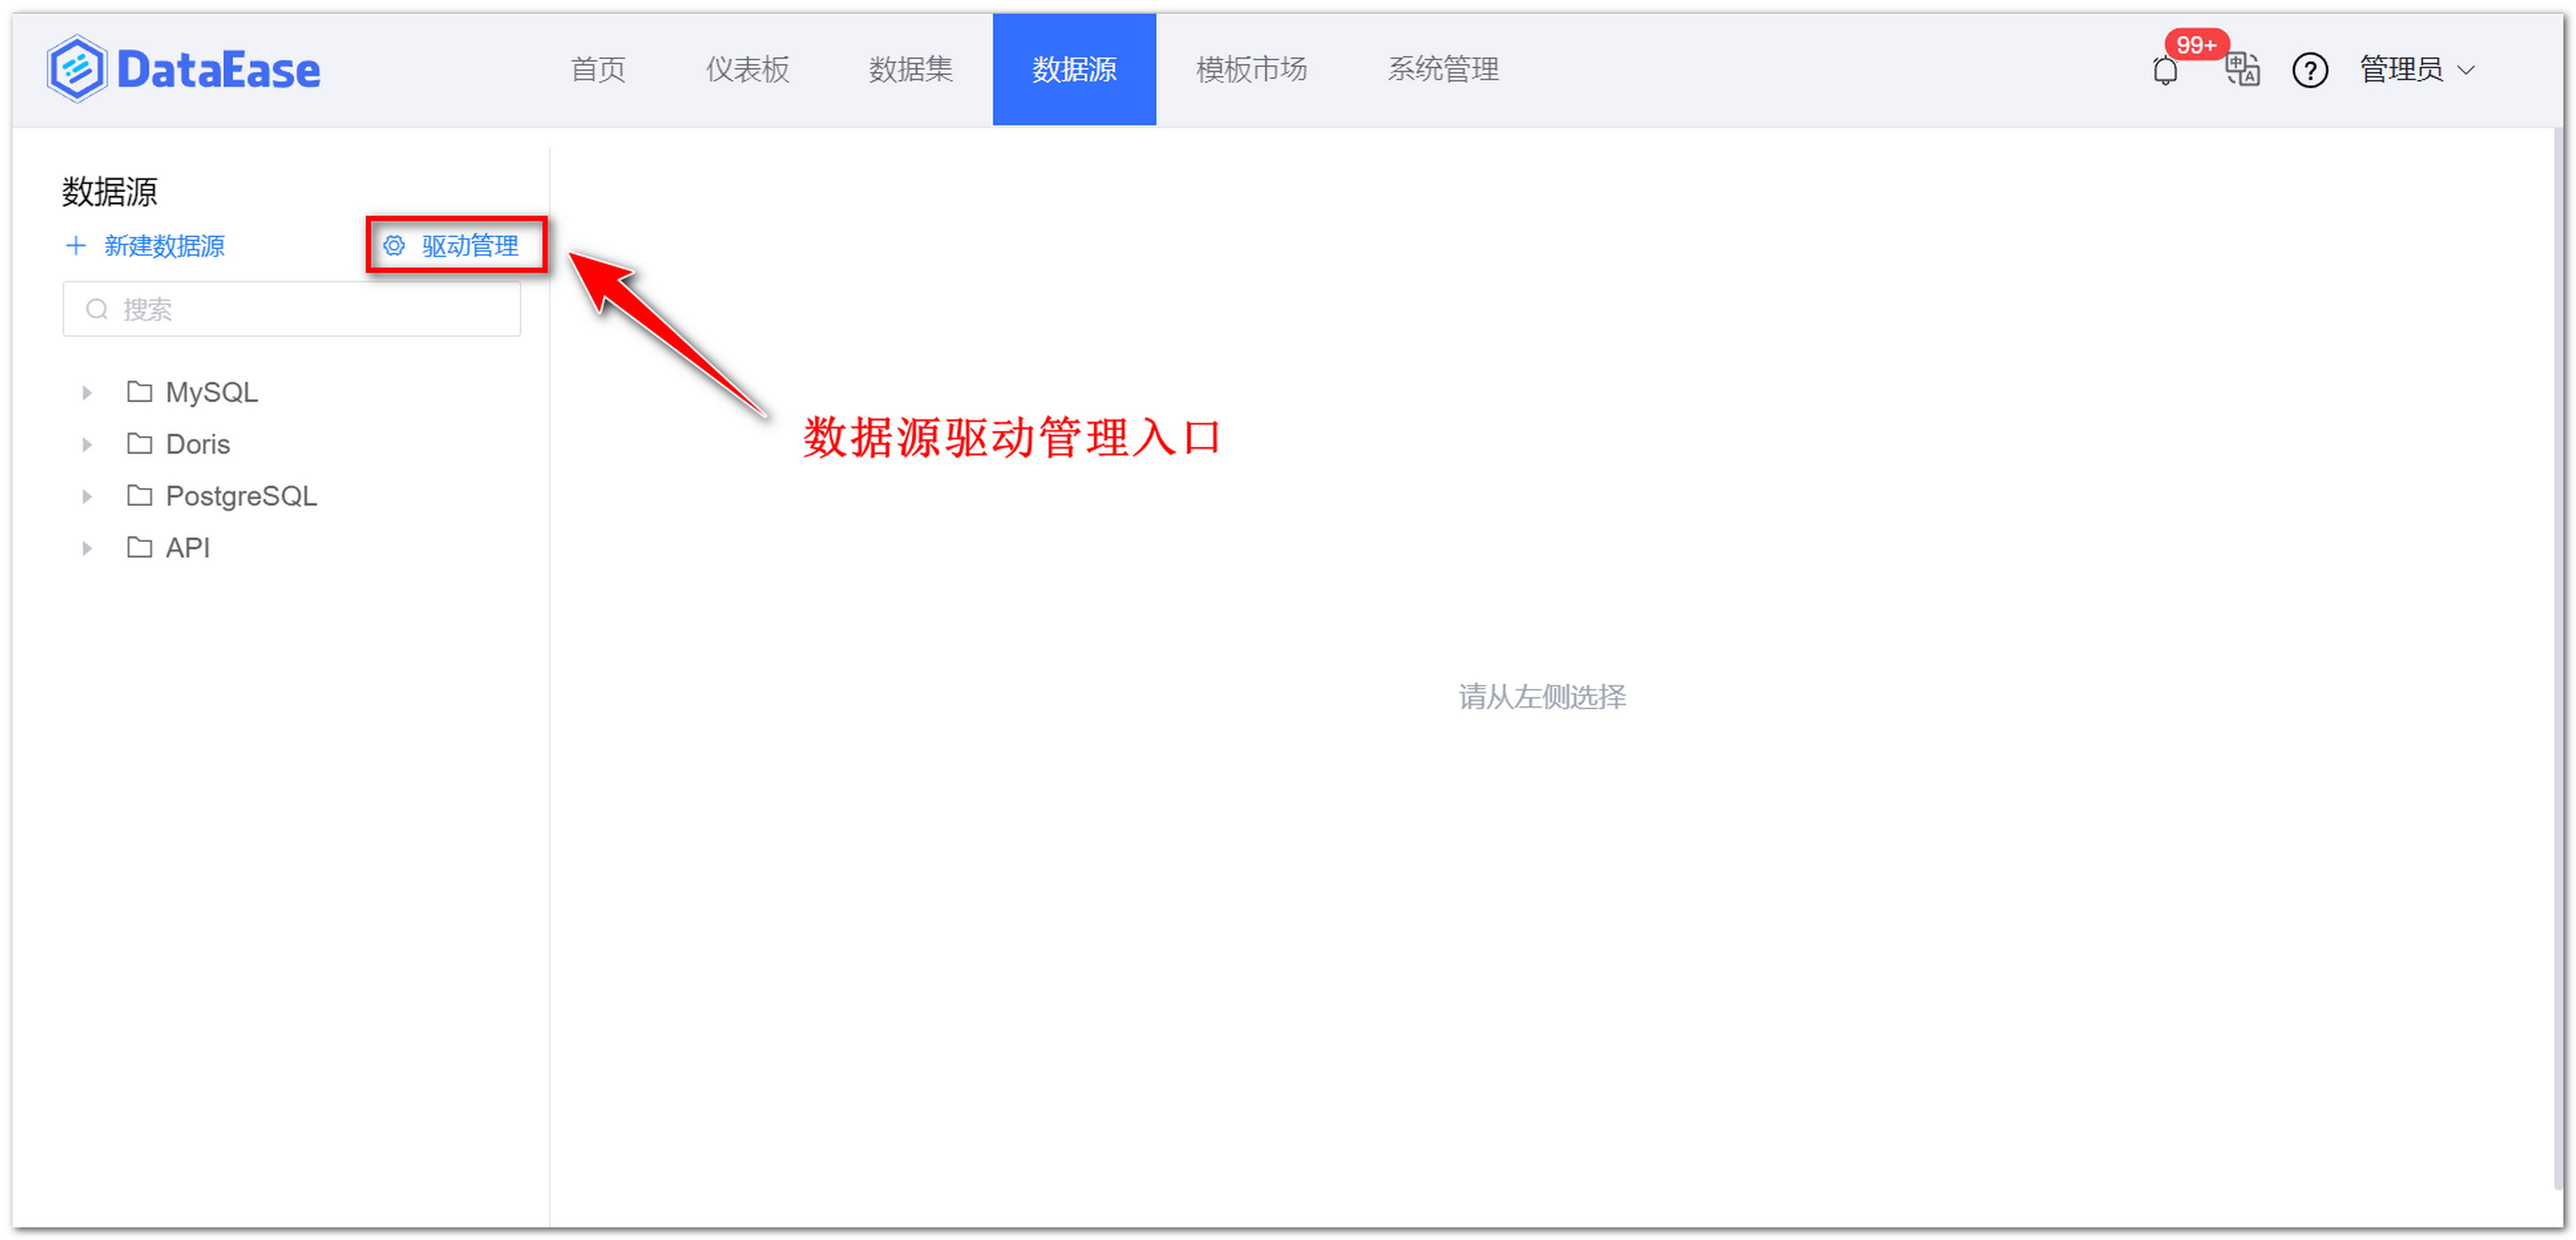 DataEase 首页 仪表板 数据集 数据源 模板市场 系统管理 99+ 中 A ? 管理员
数据源
新建数据源 驱动管理
搜索
MySQL
数据源驱动管理入口
Doris
PostgreSQL
API
请从左侧选择